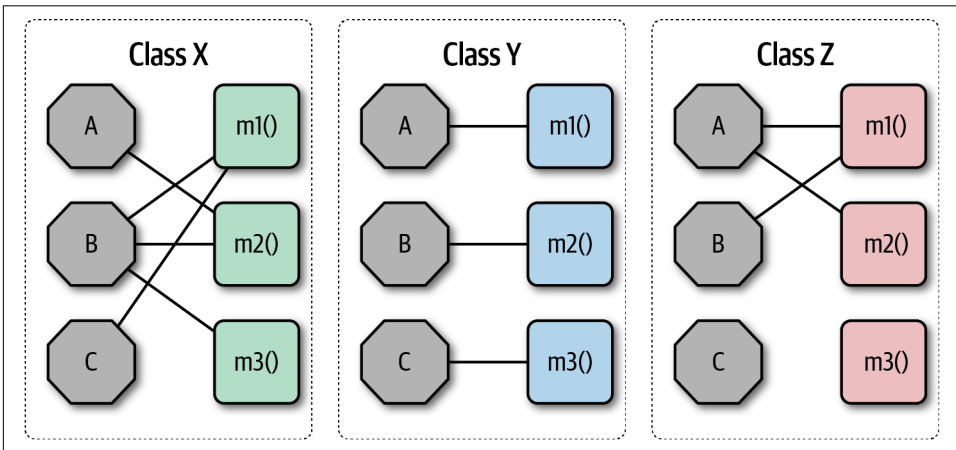 Class X
A
m1()
B
m2()
C
m3()
Class Y
A
m1()
B
m2()
C
m3()
Class Z
A
m1()
B
m2()
C
m3()